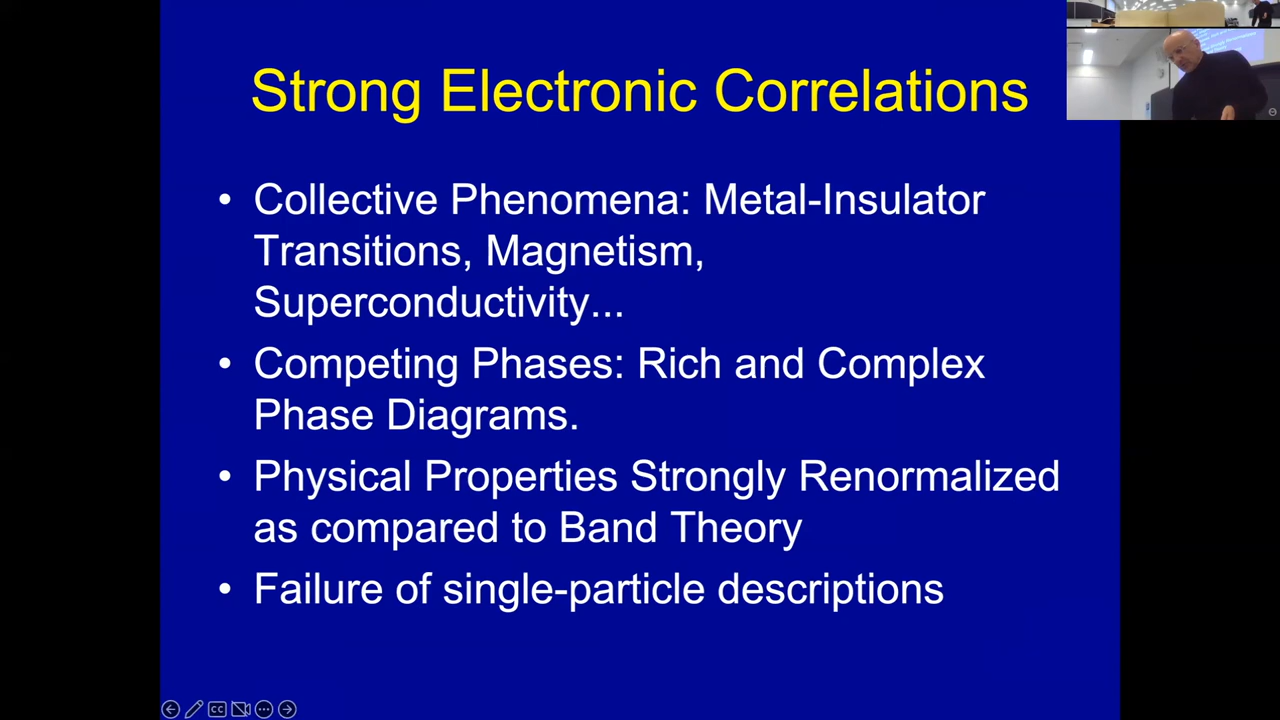 Strong Electronic Correlations
• Collective Phenomena: Metal-Insulator
Transitions, Magnetism,
Superconductivity...
• Competing Phases: Rich and Complex
Phase Diagrams.
• Physical Properties Strongly Renormalized
as compared to Band Theory
• Failure of single-particle descriptions
CC